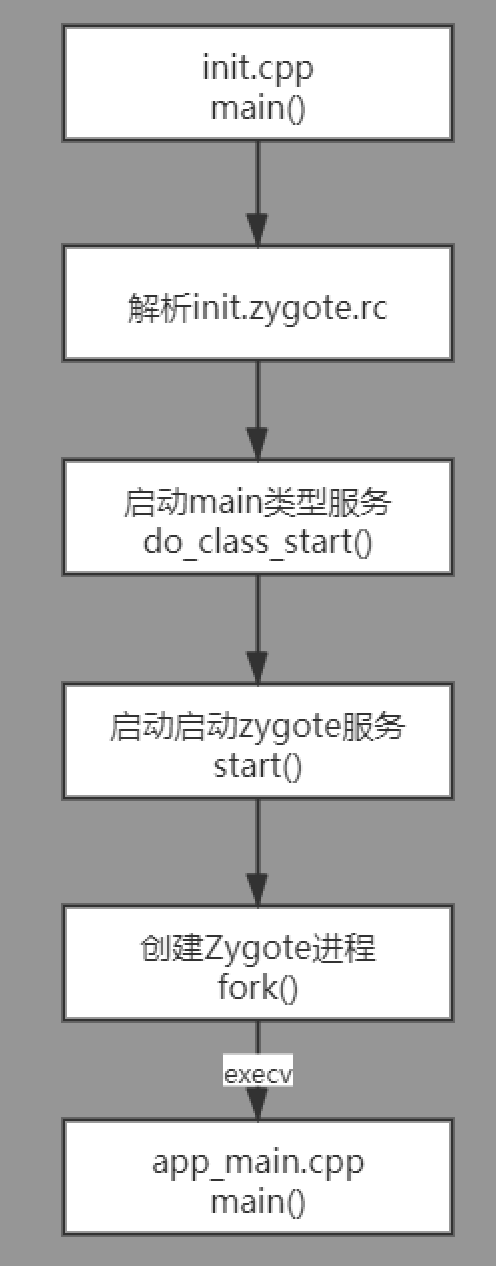 init.cpp
main()
解析init.zygote.rc
启动main类型服务
do_class_start()
启动启动zygote服务
start()
创建Zygote进程
fork()
execv
app_main.cpp
main()